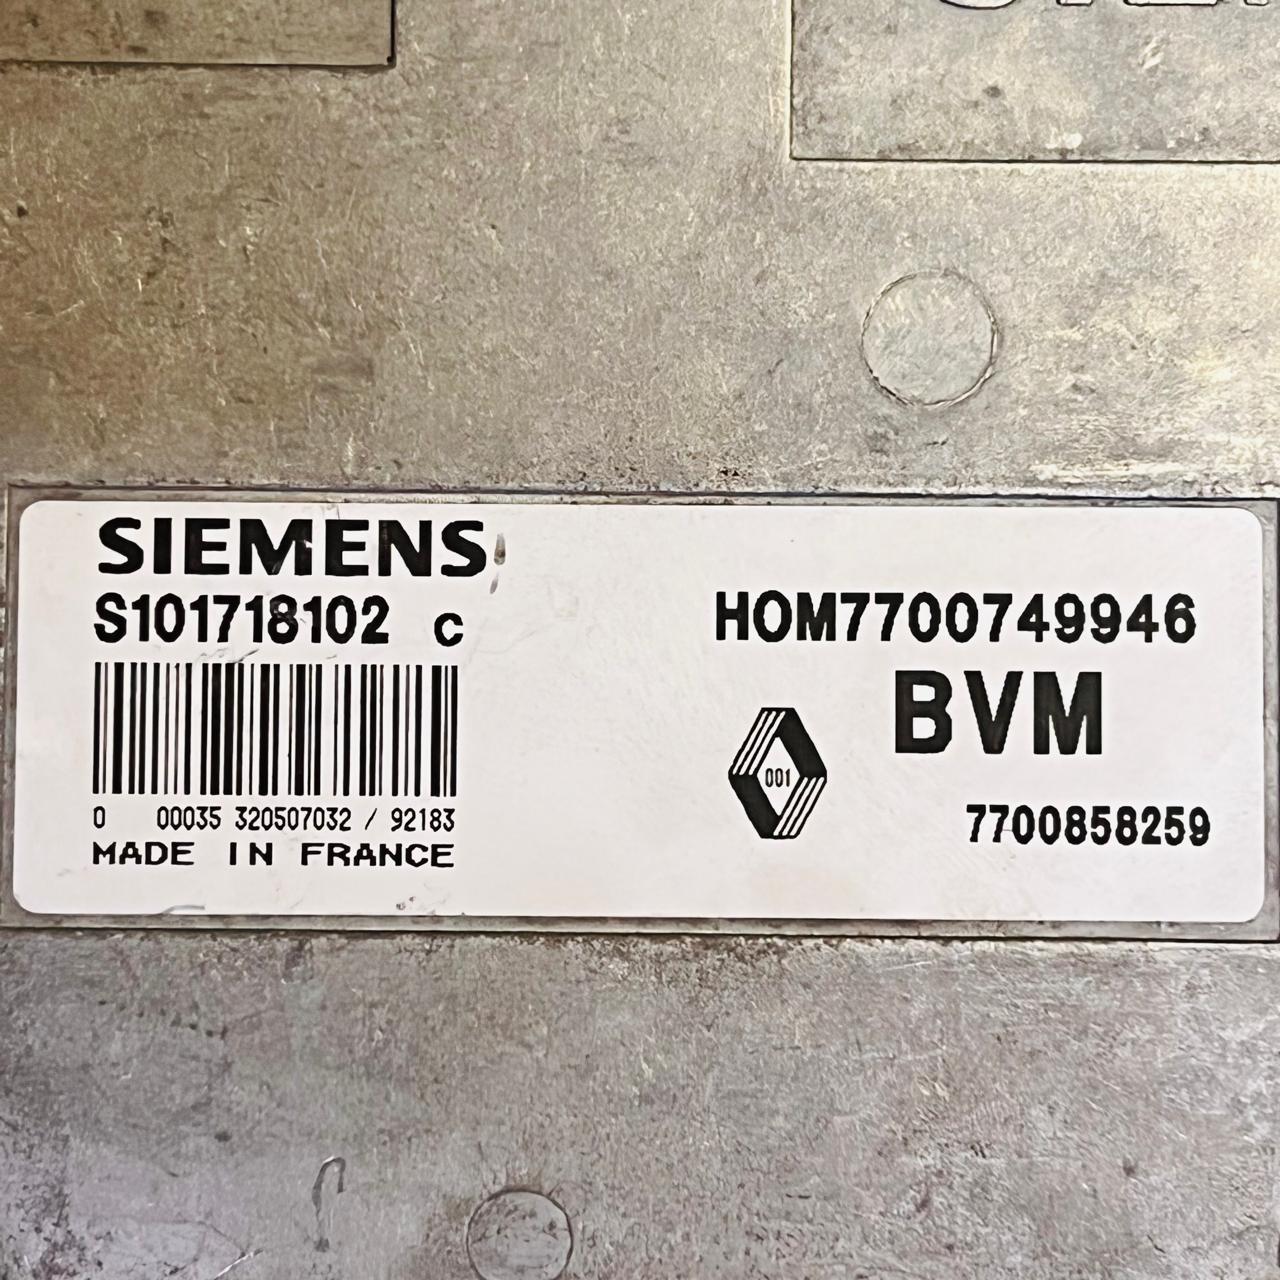 SIEMENS
S101718102 C
HOM7700749946
BVM
001
7700858259
0 00035 320507032 / 92183
MADE IN FRANCE